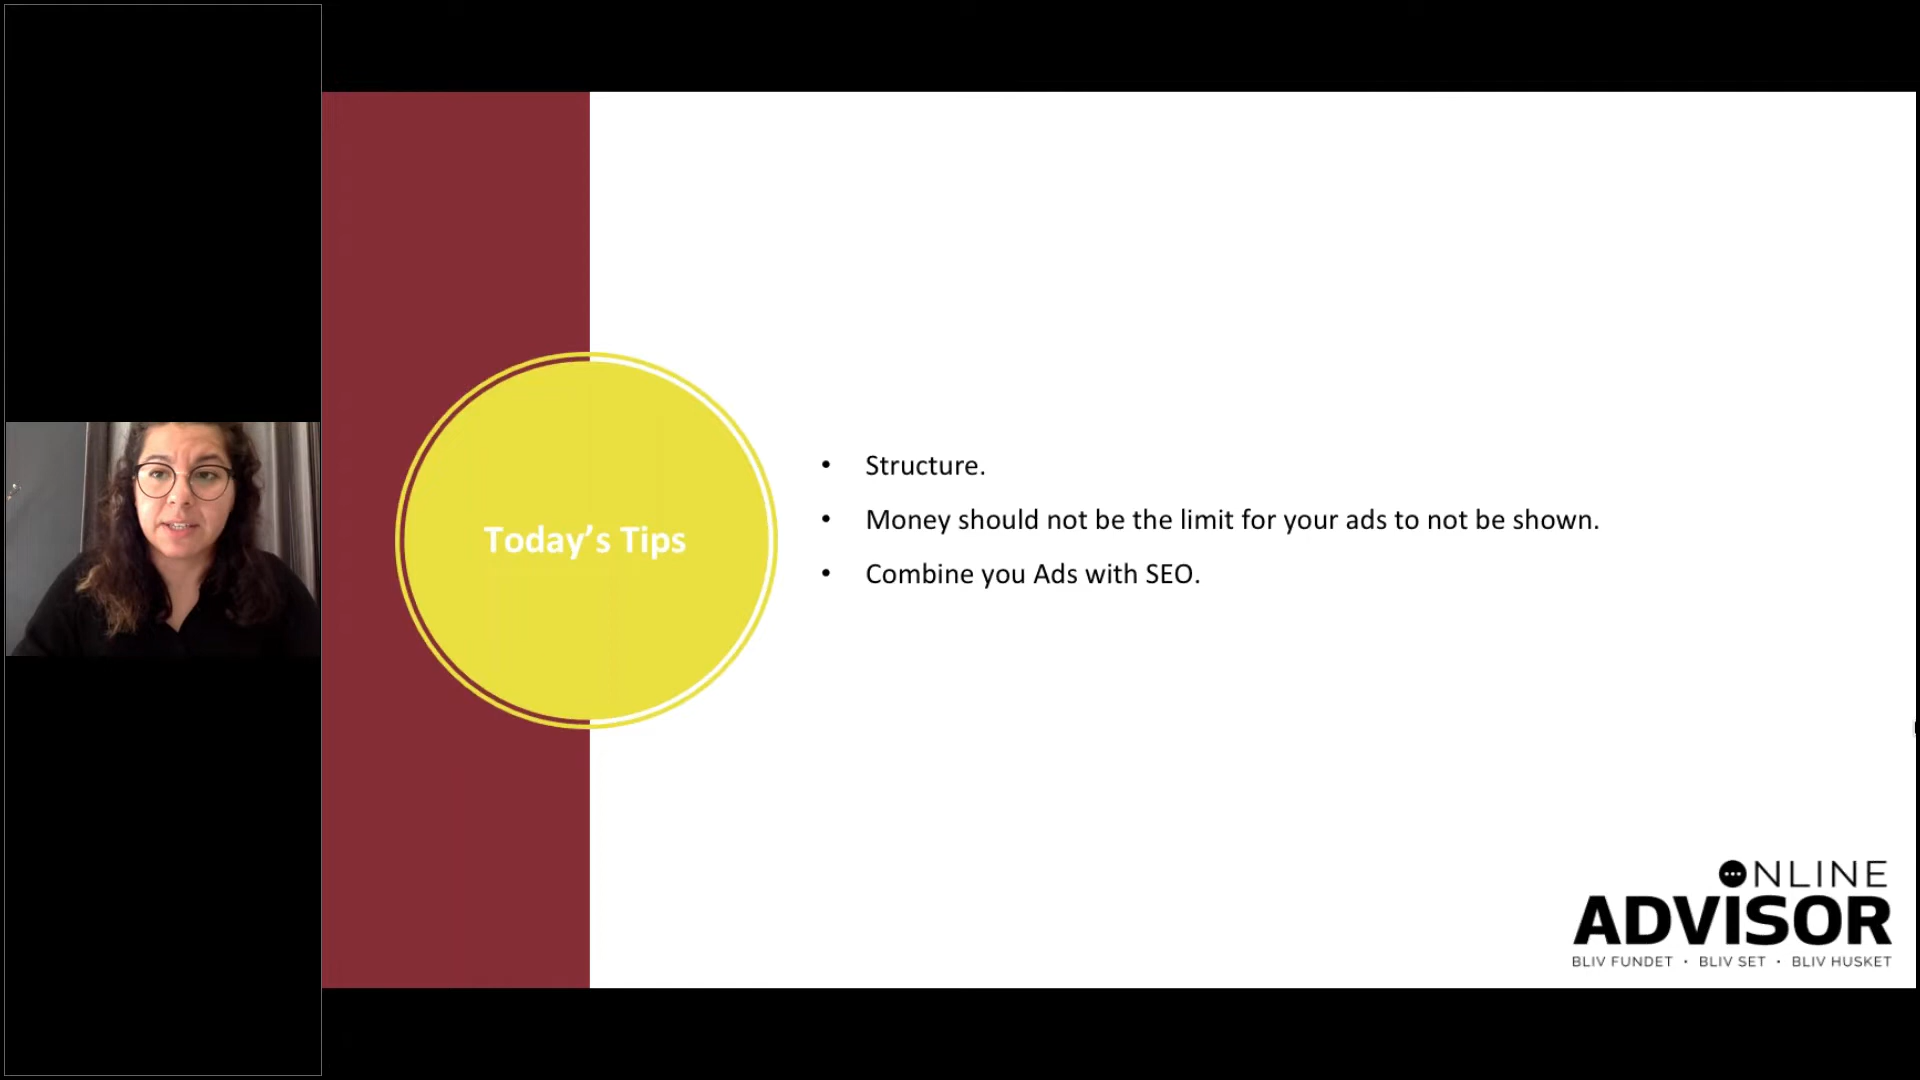 Today’s Tips
• Structure.
• Money should not be the limit for your ads to not be shown.
• Combine you Ads with SEO.
ONLINE
ADVISOR
BLIV FUNDET • BLIV SET • BLIV HUSKET